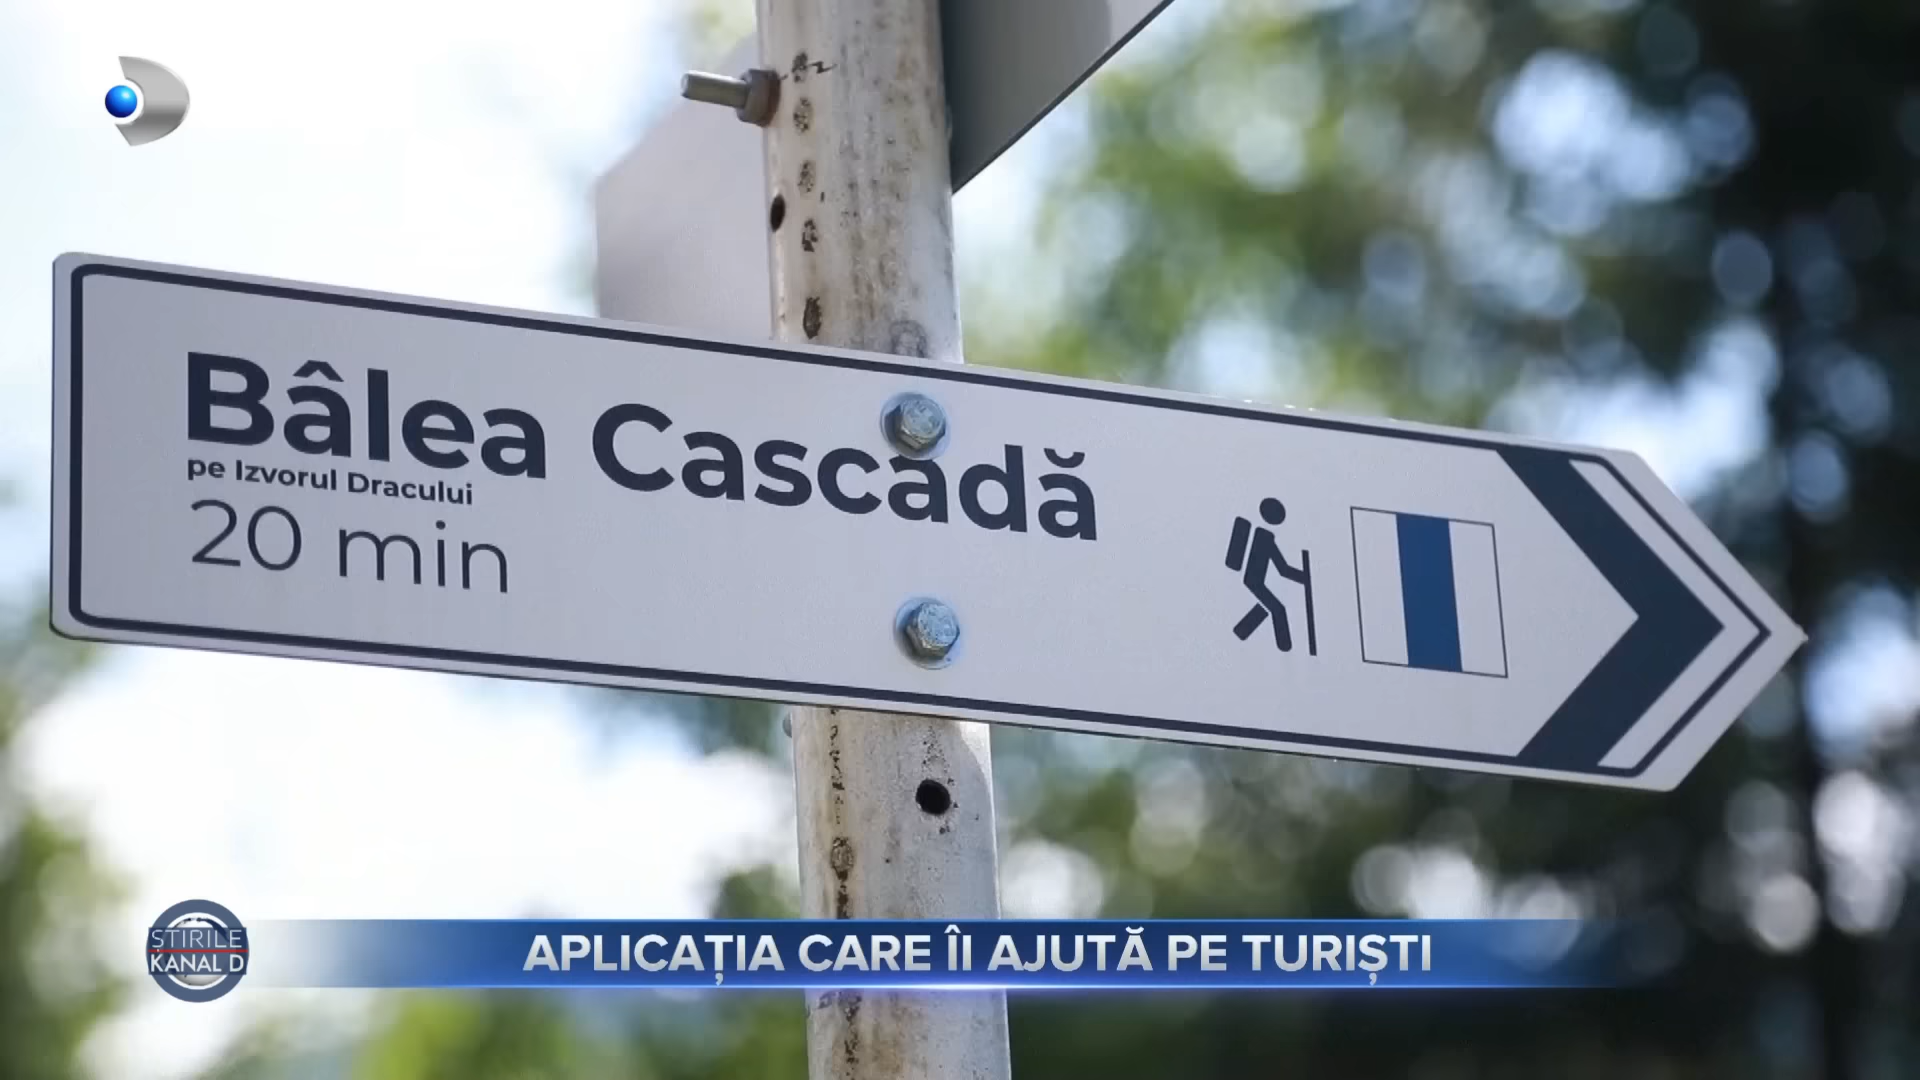 Bâlea Cascadă
pe Izvorul Dracului
20 min
ȘTIRILE
KANAL D
APLICAȚIA CARE ÎI AJUTĂ PE TURIȘTI